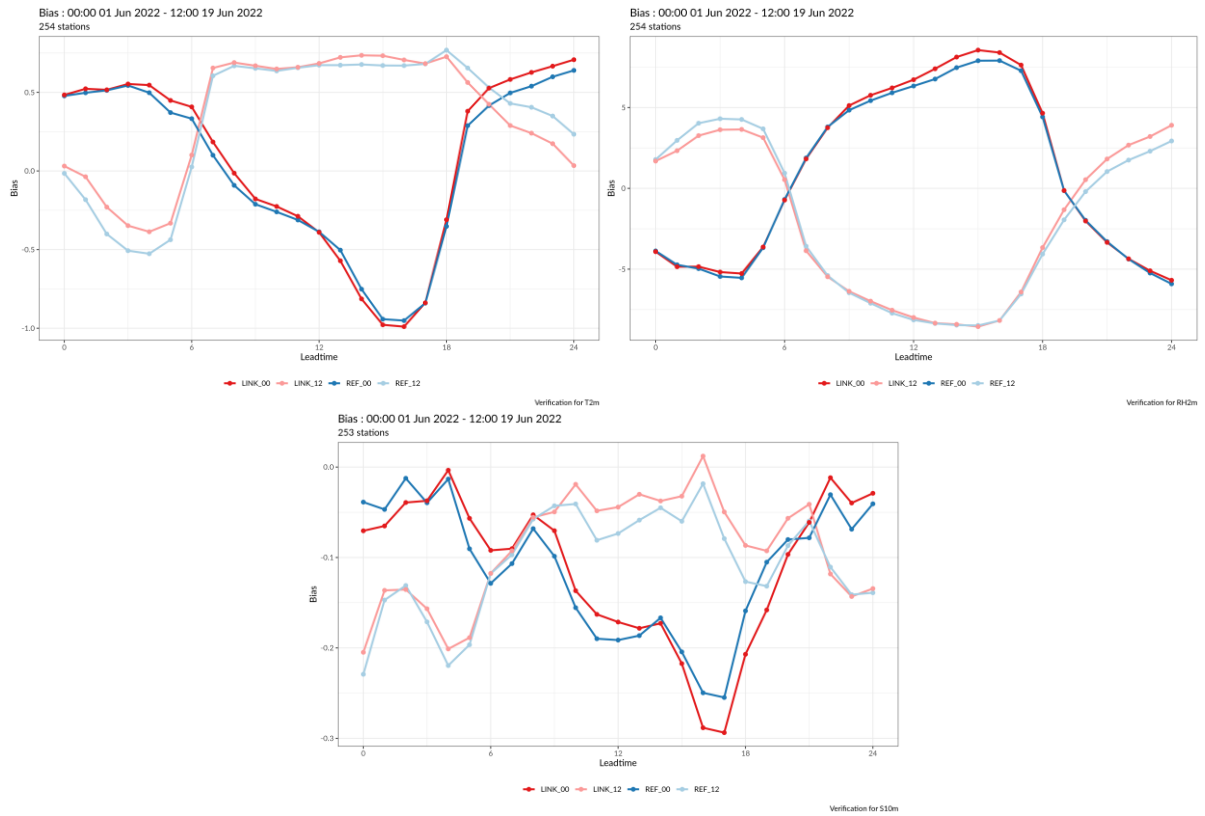 Bias : 00:00 01 Jun 2022 - 12:00 19 Jun 2022
254 stations
0.5
0.0
-0.5
-1.0
Bias
0 6 12 18 24
Leadtime
LINK_00 LINK_12 REF_00 REF_12
Verification for T2m
Bias : 00:00 01 Jun 2022 - 12:00 19 Jun 2022
254 stations
5
0
-5
Bias
0 6 12 18 24
Leadtime
LINK_00 LINK_12 REF_00 REF_12
Verification for RH2m
Bias : 00:00 01 Jun 2022 - 12:00 19 Jun 2022
253 stations
0.0
-0.1
-0.2
-0.3
Bias
0 6 12 18 24
Leadtime
LINK_00 LINK_12 REF_00 REF_12
Verification for S10m